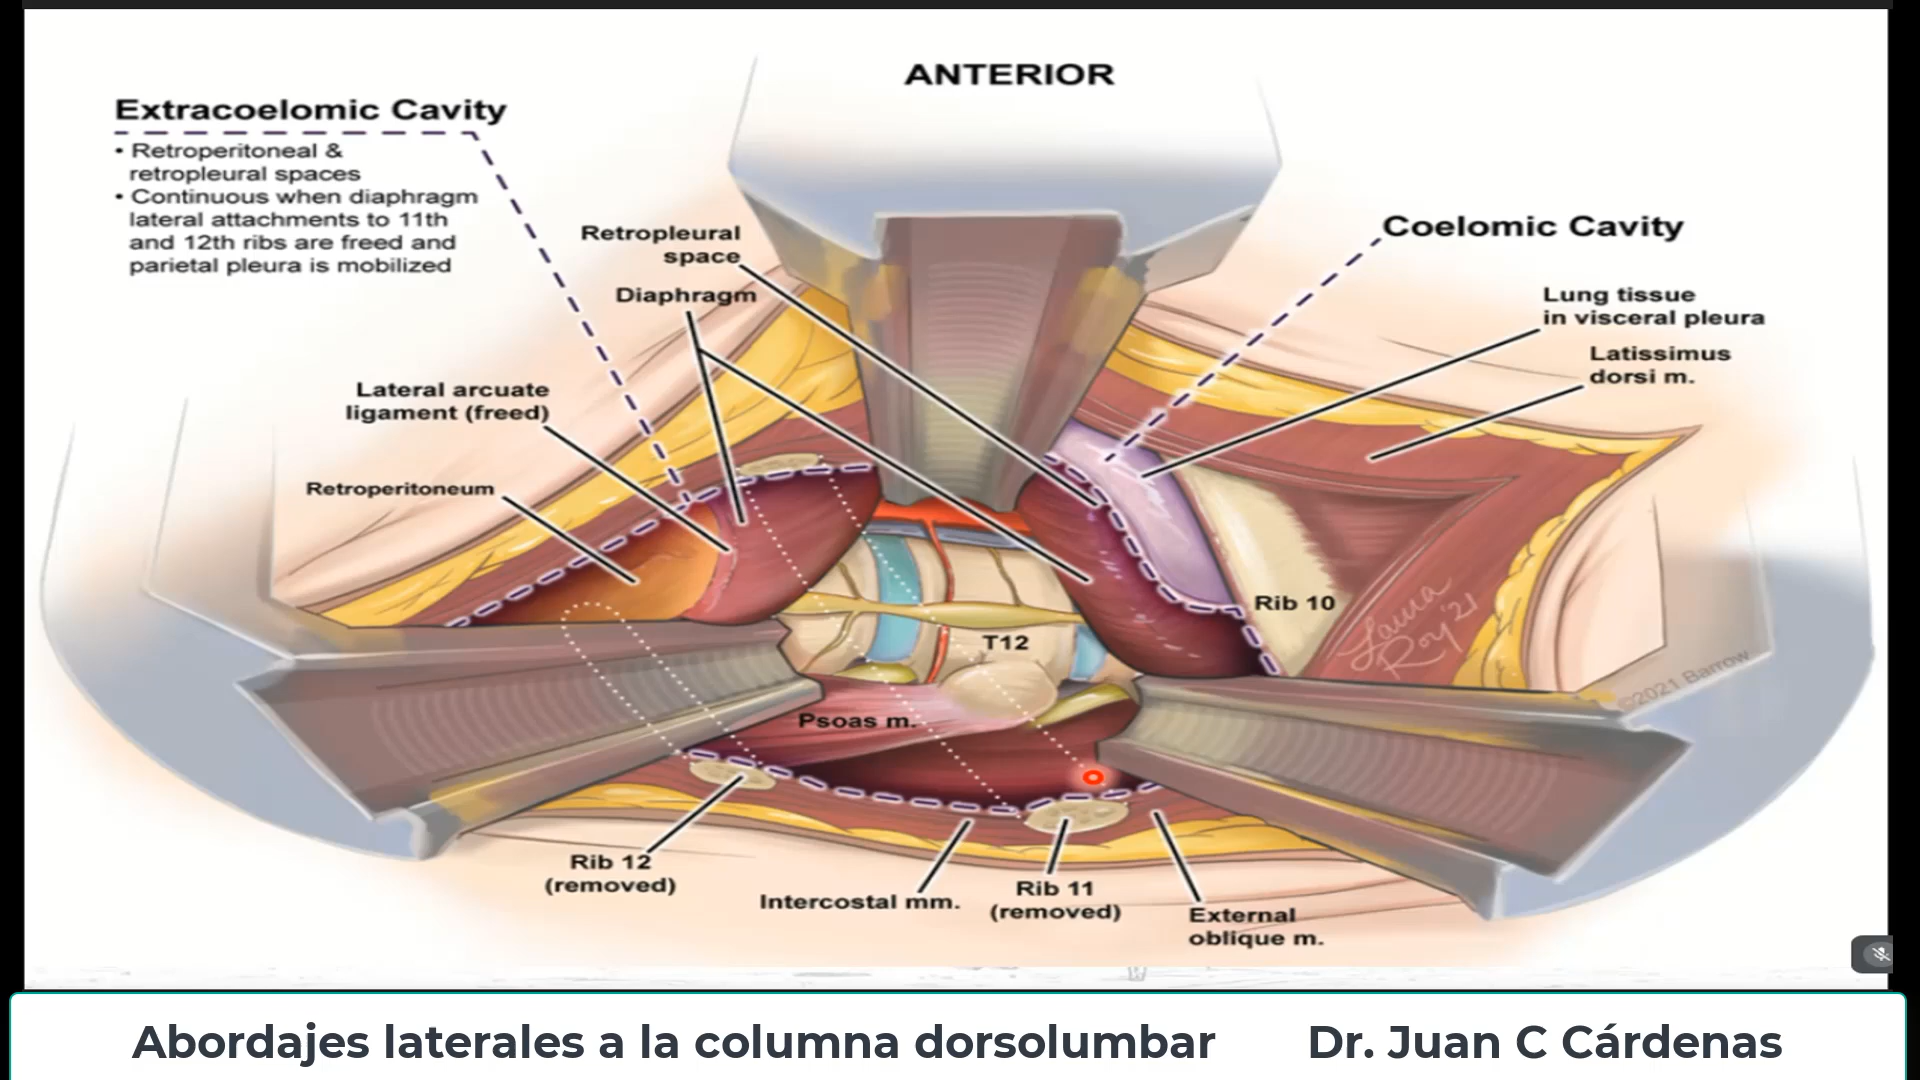 ANTERIOR
Extracoelomic Cavity
• Retroperitoneal &
retropleural spaces
• Continuous when diaphragm
lateral attachments to 11th
and 12th ribs are freed and
parietal pleura is mobilized
Retropleural
space
Diaphragm
Lateral arcuate
ligament (freed)
Retroperitoneum
Coelomic Cavity
Lung tissue
in visceral pleura
Latissimus
dorsi m.
Rib 10
T12
Psoas m.
Laura
Roy '21
©2021 Barrow
Rib 12
(removed)
Intercostal mm.
Rib 11
(removed)
External
oblique m.
Abordajes laterales a la columna dorsolumbar Dr. Juan C Cárdenas